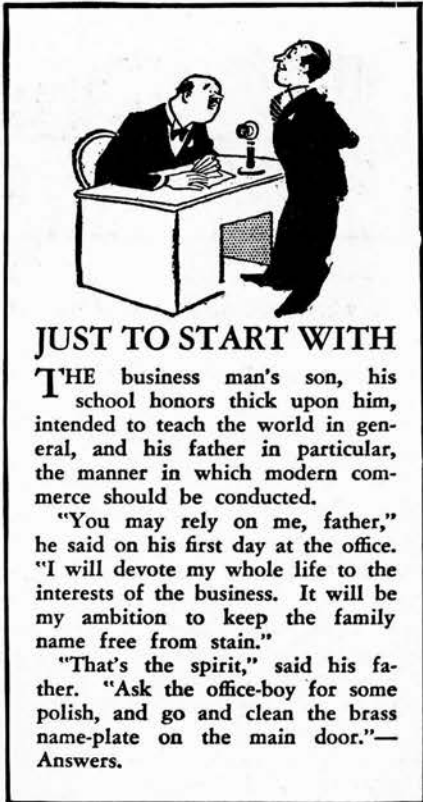 JUST TO START WITH
THE business man's son, his
school honors thick upon him,
intended to teach the world in gen-
eral, and his father in particular,
the manner in which modern com-
merce should be conducted.
"You may rely on me, father,"
he said on his first day at the office.
"I will devote my whole life to the
interests of the business. It will be
my ambition to keep the family
name free from stain."
"That's the spirit," said his fa-
ther. "Ask the office-boy for some
polish, and go and clean the brass
name-plate on the main door."—
Answers.